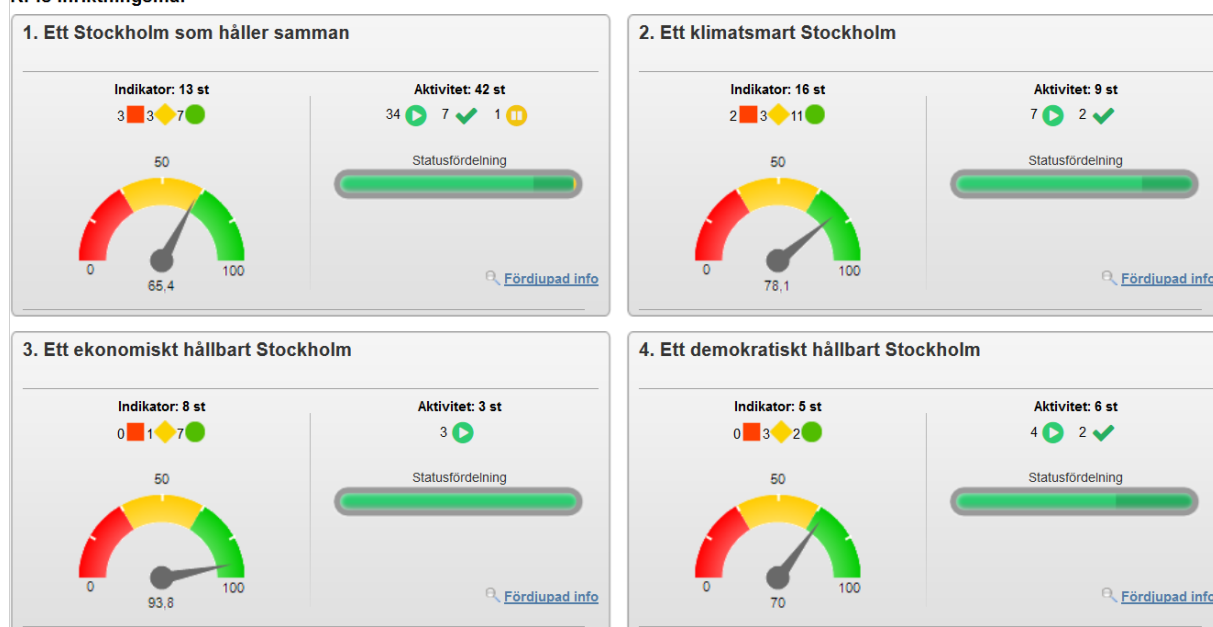 1. Ett Stockholm som håller samman
Indikator: 13 st
3 3 7
50
0 100
65,4
Aktivitet: 42 st
34 7 1
Statusfördelning
Fördjupad info
2. Ett klimatsmart Stockholm
Indikator: 16 st
2 3 11
50
0 100
78,1
Aktivitet: 9 st
7 2
Statusfördelning
Fördjupad info
3. Ett ekonomiskt hållbart Stockholm
Indikator: 8 st
0 1 7
50
0 100
93,8
Aktivitet: 3 st
3
Statusfördelning
Fördjupad info
4. Ett demokratiskt hållbart Stockholm
Indikator: 5 st
0 3 2
50
0 100
70
Aktivitet: 6 st
4 2
Statusfördelning
Fördjupad info